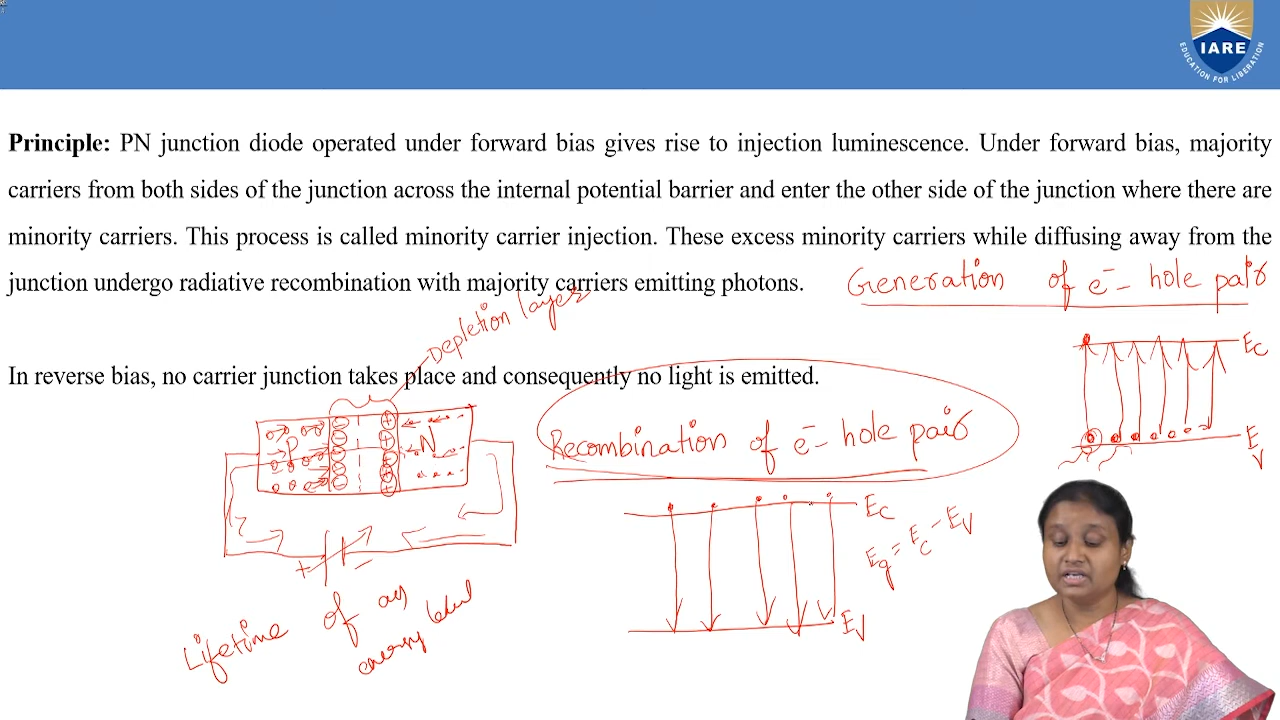 IARE
EDUCATION FOR LIBERATION
Principle: PN junction diode operated under forward bias gives rise to injection luminescence. Under forward bias, majority
carriers from both sides of the junction across the internal potential barrier and enter the other side of the junction where there are
minority carriers. This process is called minority carrier injection. These excess minority carriers while diffusing away from the
junction undergo radiative recombination with majority carriers emitting photons.
Generation of e⁻ hole pair
Depletion layer
In reverse bias, no carrier junction takes place and consequently no light is emitted.
Ec
Ev
P N
Recombination of e⁻ hole pair
Ec
Eg = Ec - Ev
Ev
+ -
Lifetime of an
energy level